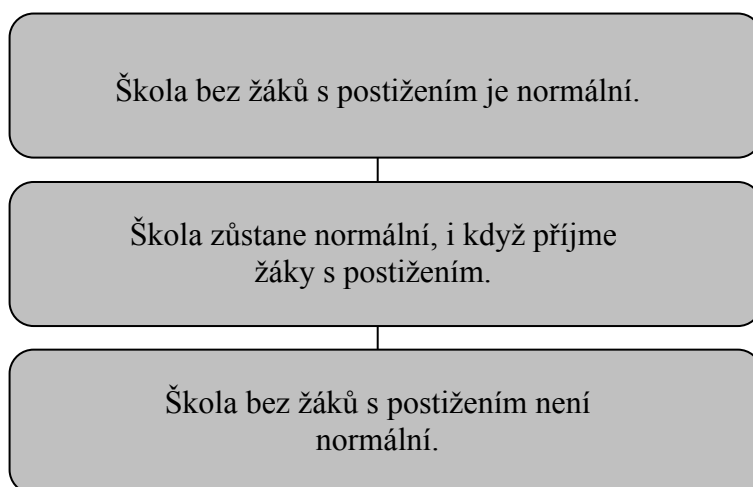 Škola bez žáků s postižením je normální.
Škola zůstane normální, i když příjme
žáky s postižením.
Škola bez žáků s postižením není
normální.